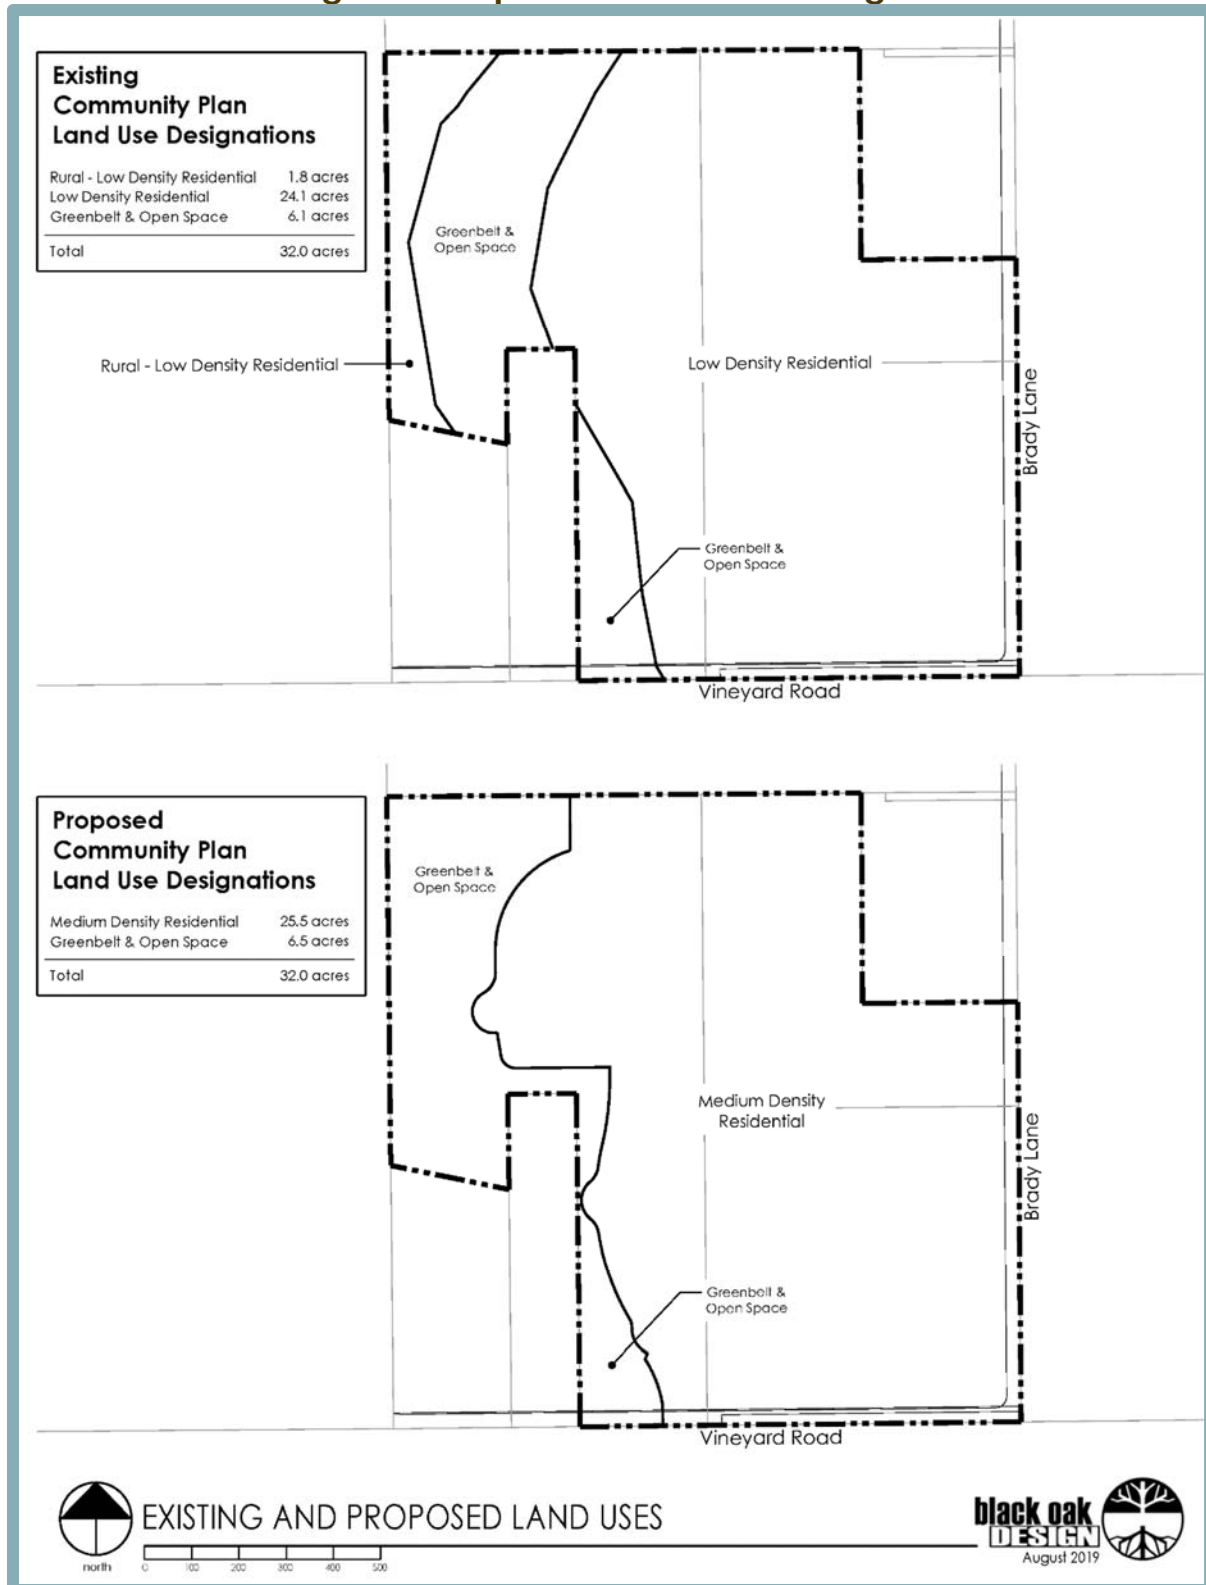 Existing
Community Plan
Land Use Designations
Rural - Low Density Residential 1.8 acres
Low Density Residential 24.1 acres
Greenbelt & Open Space 6.1 acres
Total 32.0 acres
Greenbelt &
Open Space
Rural - Low Density Residential
Low Density Residential
Brady Lane
Greenbelt &
Open Space
Vineyard Road
Proposed
Community Plan
Land Use Designations
Medium Density Residential 25.5 acres
Greenbelt & Open Space 6.5 acres
Total 32.0 acres
Greenbelt &
Open Space
Medium Density
Residential
Brady Lane
Greenbelt &
Open Space
Vineyard Road
EXISTING AND PROPOSED LAND USES
north
0 100 200 300 400 500
black oak
DESIGN
August 2019